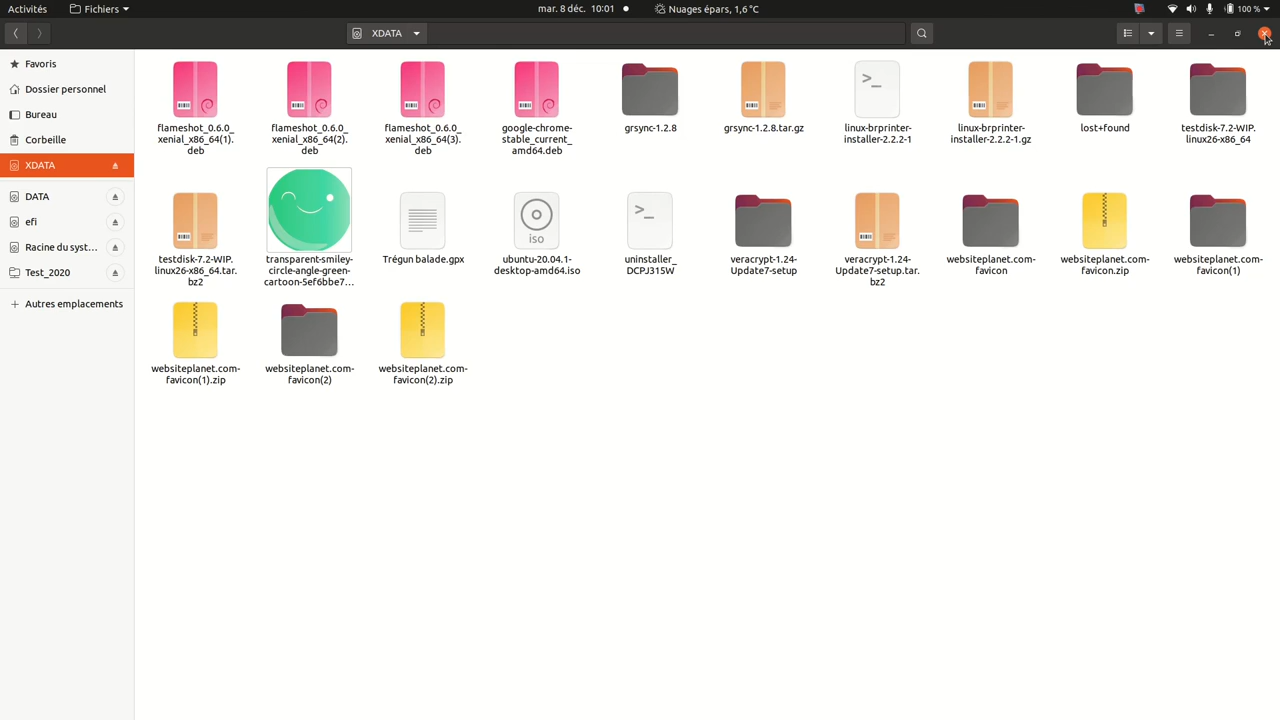 Activités
Fichiers
mar. 8 déc. 10:01
Nuages épars, 1,6 °C
100 %
XDATA
Favoris
Dossier personnel
Bureau
Corbeille
XDATA
DATA
efi
Racine du syst...
Test_2020
Autres emplacements
flameshot_0.6.0_
xenial_x86_64(1).
deb
flameshot_0.6.0_
xenial_x86_64(2).
deb
flameshot_0.6.0_
xenial_x86_64(3).
deb
google-chrome-
stable_current_
amd64.deb
grsync-1.2.8
grsync-1.2.8.tar.gz
linux-brprinter-
installer-2.2.2-1
linux-brprinter-
installer-2.2.2-1.gz
lost+found
testdisk-7.2-WIP.
linux26-x86_64
testdisk-7.2-WIP.
linux26-x86_64.tar.
bz2
transparent-smiley-
circle-angle-green-
cartoon-5ef6bbe7...
Trégun balade.gpx
iso
ubuntu-20.04.1-
desktop-amd64.iso
uninstaller_
DCPJ315W
veracrypt-1.24-
Update7-setup
veracrypt-1.24-
Update7-setup.tar.
bz2
websiteplanet.com-
favicon
websiteplanet.com-
favicon.zip
websiteplanet.com-
favicon(1)
websiteplanet.com-
favicon(1).zip
websiteplanet.com-
favicon(2)
websiteplanet.com-
favicon(2).zip